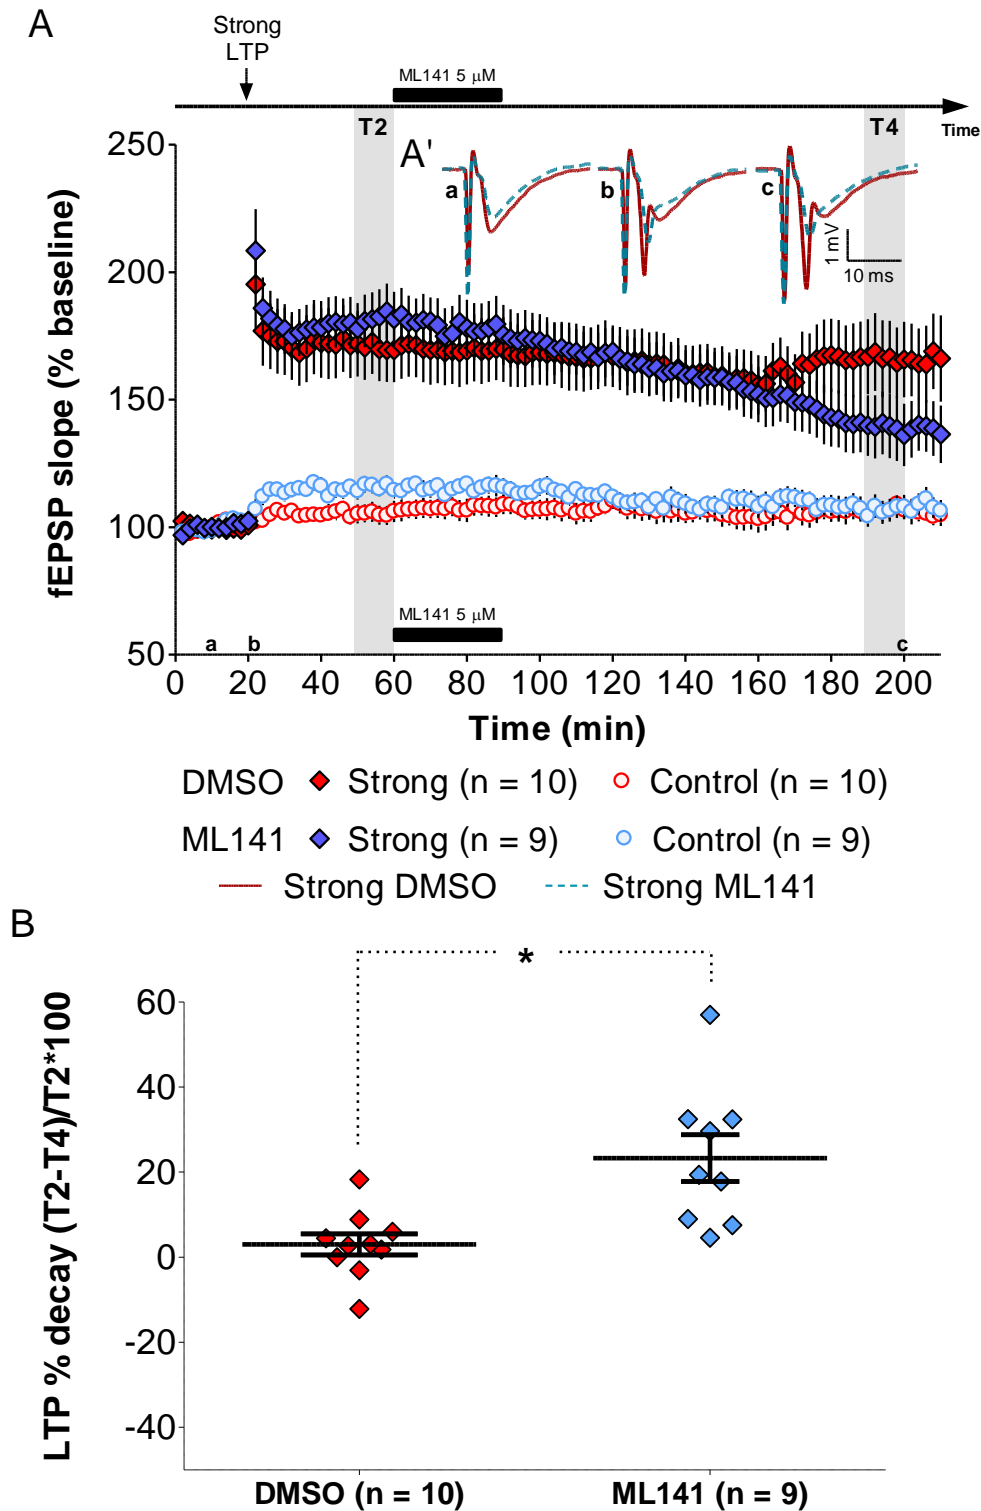 A
Strong
LTP
ML141 5 μM
Time
T2
T4
A'
a
b
c
1 mV
10 ms
250
200
150
100
50
fEPSP slope (% baseline)
ML141 5 μM
a
b
c
0 20 40 60 80 100 120 140 160 180 200
Time (min)
DMSO Strong (n = 10) Control (n = 10)
ML141 Strong (n = 9) Control (n = 9)
Strong DMSO Strong ML141
B
*
60
40
20
0
-20
-40
LTP % decay (T2-T4)/T2*100
DMSO (n = 10) ML141 (n = 9)